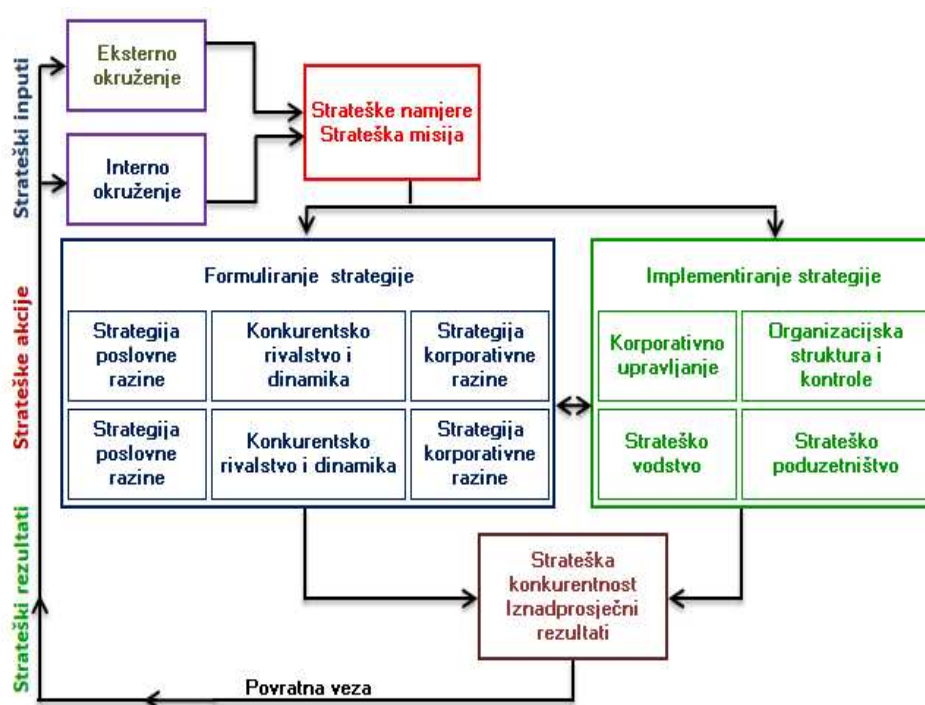 Strateški inputi
Eksterno
okruženje
Interno
okruženje
Strateške namjere
Strateška misija
Strateške akcije
Formuliranje strategije
Strategija
poslovne
razine
Konkurentsko
rivalstvo i
dinamika
Strategija
korporativne
razine
Strategija
poslovne
razine
Konkurentsko
rivalstvo i dinamika
Strategija
korporativne
razine
Implementiranje strategije
Korporativno
upravljanje
Organizacijska
struktura i
kontrole
Strateško
vodstvo
Strateško
poduzetništvo
Strateški rezultati
Strateška
konkurentnost
Iznadprosječni
rezultati
Povratna veza